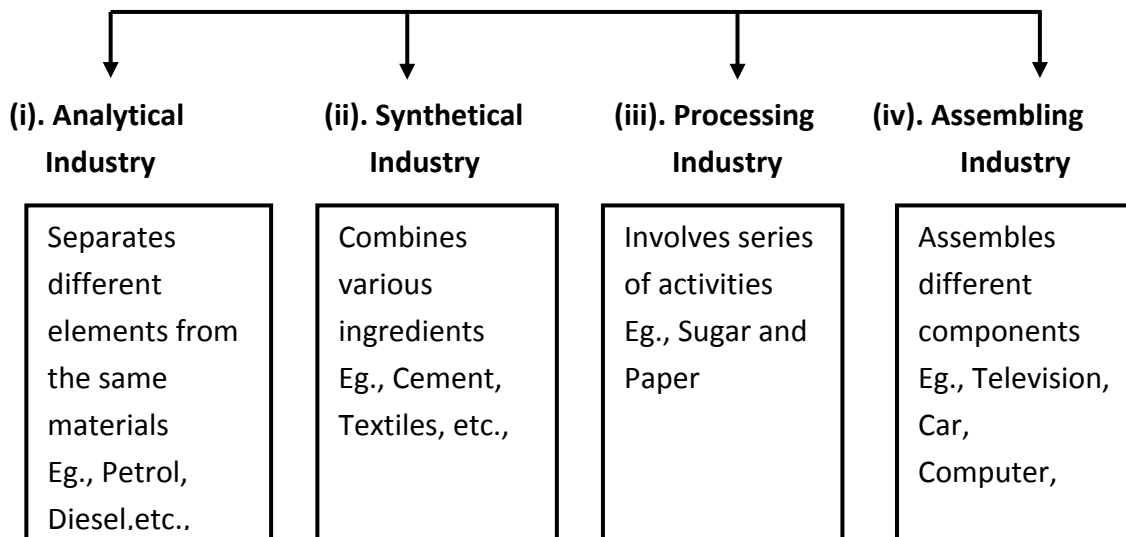 (i). Analytical
Industry
(ii). Synthetical
Industry
(iii). Processing
Industry
(iv). Assembling
Industry
Separates
different
elements from
the same
materials
Eg., Petrol,
Diesel,etc.,
Combines
various
ingredients
Eg., Cement,
Textiles, etc.,
Involves series
of activities
Eg., Sugar and
Paper
Assembles
different
components
Eg., Television,
Car,
Computer,